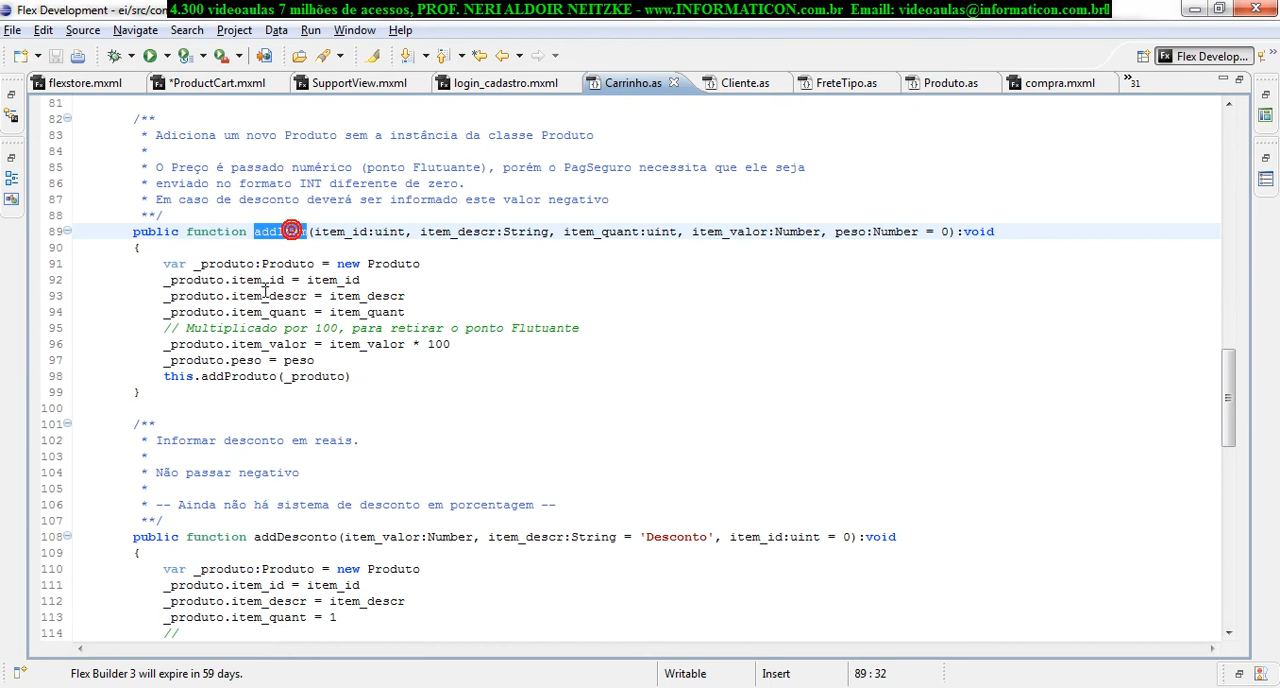 Flex Development - ei/src/con
4.300 videoaulas 7 milhões de acessos, PROF. NERI ALDOIR NEITZKE - www.INFORMATICON.com.br Emaill: videoaulas@informaticon.com.br
File Edit Source Navigate Search Project Data Run Window Help
Flex Develop...
flexstore.mxml *ProductCart.mxml SupportView.mxml login_cadastro.mxml Carrinho.as Cliente.as FreteTipo.as Produto.as compra.mxml 31
81
82 /**
83 * Adiciona um novo Produto sem a instância da classe Produto
84 *
85 * O Preço é passado numérico (ponto Flutuante), porém o PagSeguro necessita que ele seja
86 * enviado no formato INT diferente de zero.
87 * Em caso de desconto deverá ser informado este valor negativo
88 **/
89 public function (item_id:uint, item_descr:String, item_quant:uint, item_valor:Number, peso:Number = 0):void
90 {
91 var _produto:Produto = new Produto
92 _produto.item_id = item_id
93 _produto.item_descr = item_descr
94 _produto.item_quant = item_quant
95 // Multiplicado por 100, para retirar o ponto Flutuante
96 _produto.item_valor = item_valor * 100
97 _produto.peso = peso
98 this.addProduto(_produto)
99 }
100
101 /**
102 * Informar desconto em reais.
103 *
104 * Não passar negativo
105 *
106 * -- Ainda não há sistema de desconto em porcentagem --
107 **/
108 public function addDesconto(item_valor:Number, item_descr:String = 'Desconto', item_id:uint = 0):void
109 {
110 var _produto:Produto = new Produto
111 _produto.item_id = item_id
112 _produto.item_descr = item_descr
113 _produto.item_quant = 1
114 //
Flex Builder 3 will expire in 59 days. Writable Insert 89 : 32